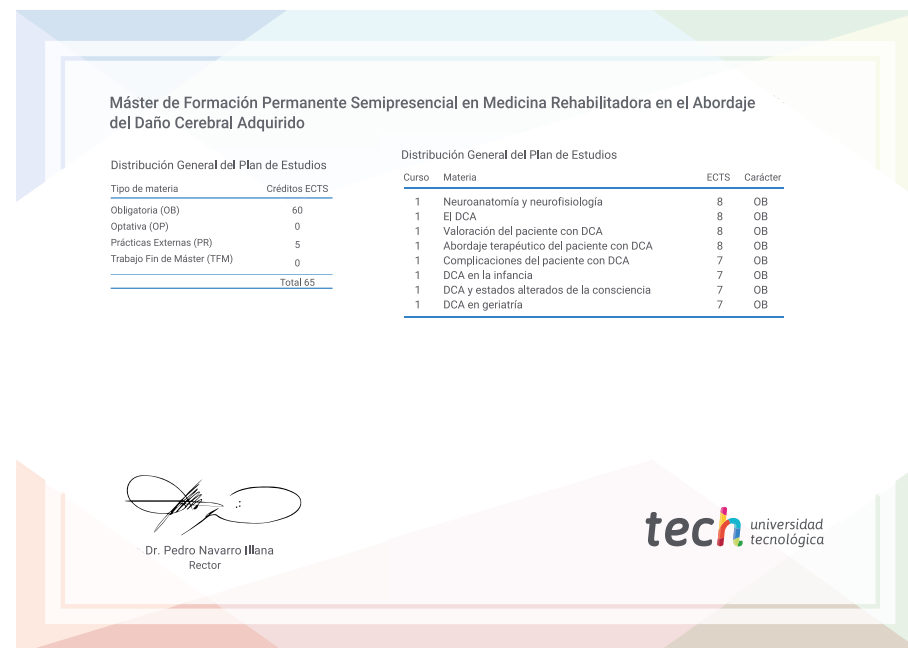 Máster de Formación Permanente Semipresencial en Medicina Rehabilitadora en el Abordaje
del Daño Cerebral Adquirido
Distribución General del Plan de Estudios
Tipo de materia Créditos ECTS
Obligatoria (OB) 60
Optativa (OP) 0
Prácticas Externas (PR) 5
Trabajo Fin de Máster (TFM) 0
Total 65
Distribución General del Plan de Estudios
Curso Materia ECTS Carácter
1 Neuroanatomía y neurofisiología 8 OB
1 El DCA 8 OB
1 Valoración del paciente con DCA 8 OB
1 Abordaje terapéutico del paciente con DCA 8 OB
1 Complicaciones del paciente con DCA 7 OB
1 DCA en la infancia 7 OB
1 DCA y estados alterados de la consciencia 7 OB
1 DCA en geriatría 7 OB
Dr. Pedro Navarro Illana
Rector
tech universidad
tecnológica